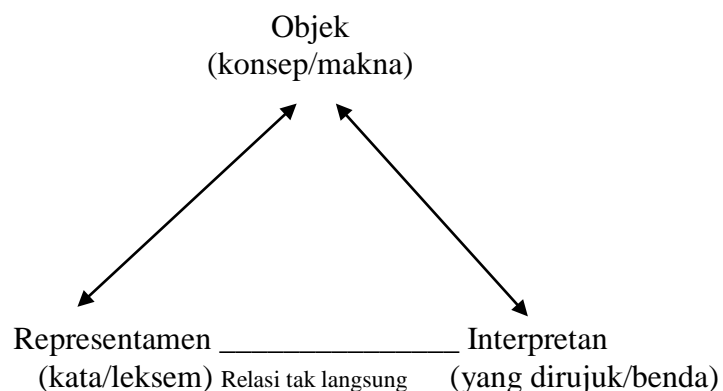 Objek
(konsep/makna)
Representamen _______________ Interpretan
(kata/leksem) Relasi tak langsung (yang dirujuk/benda)